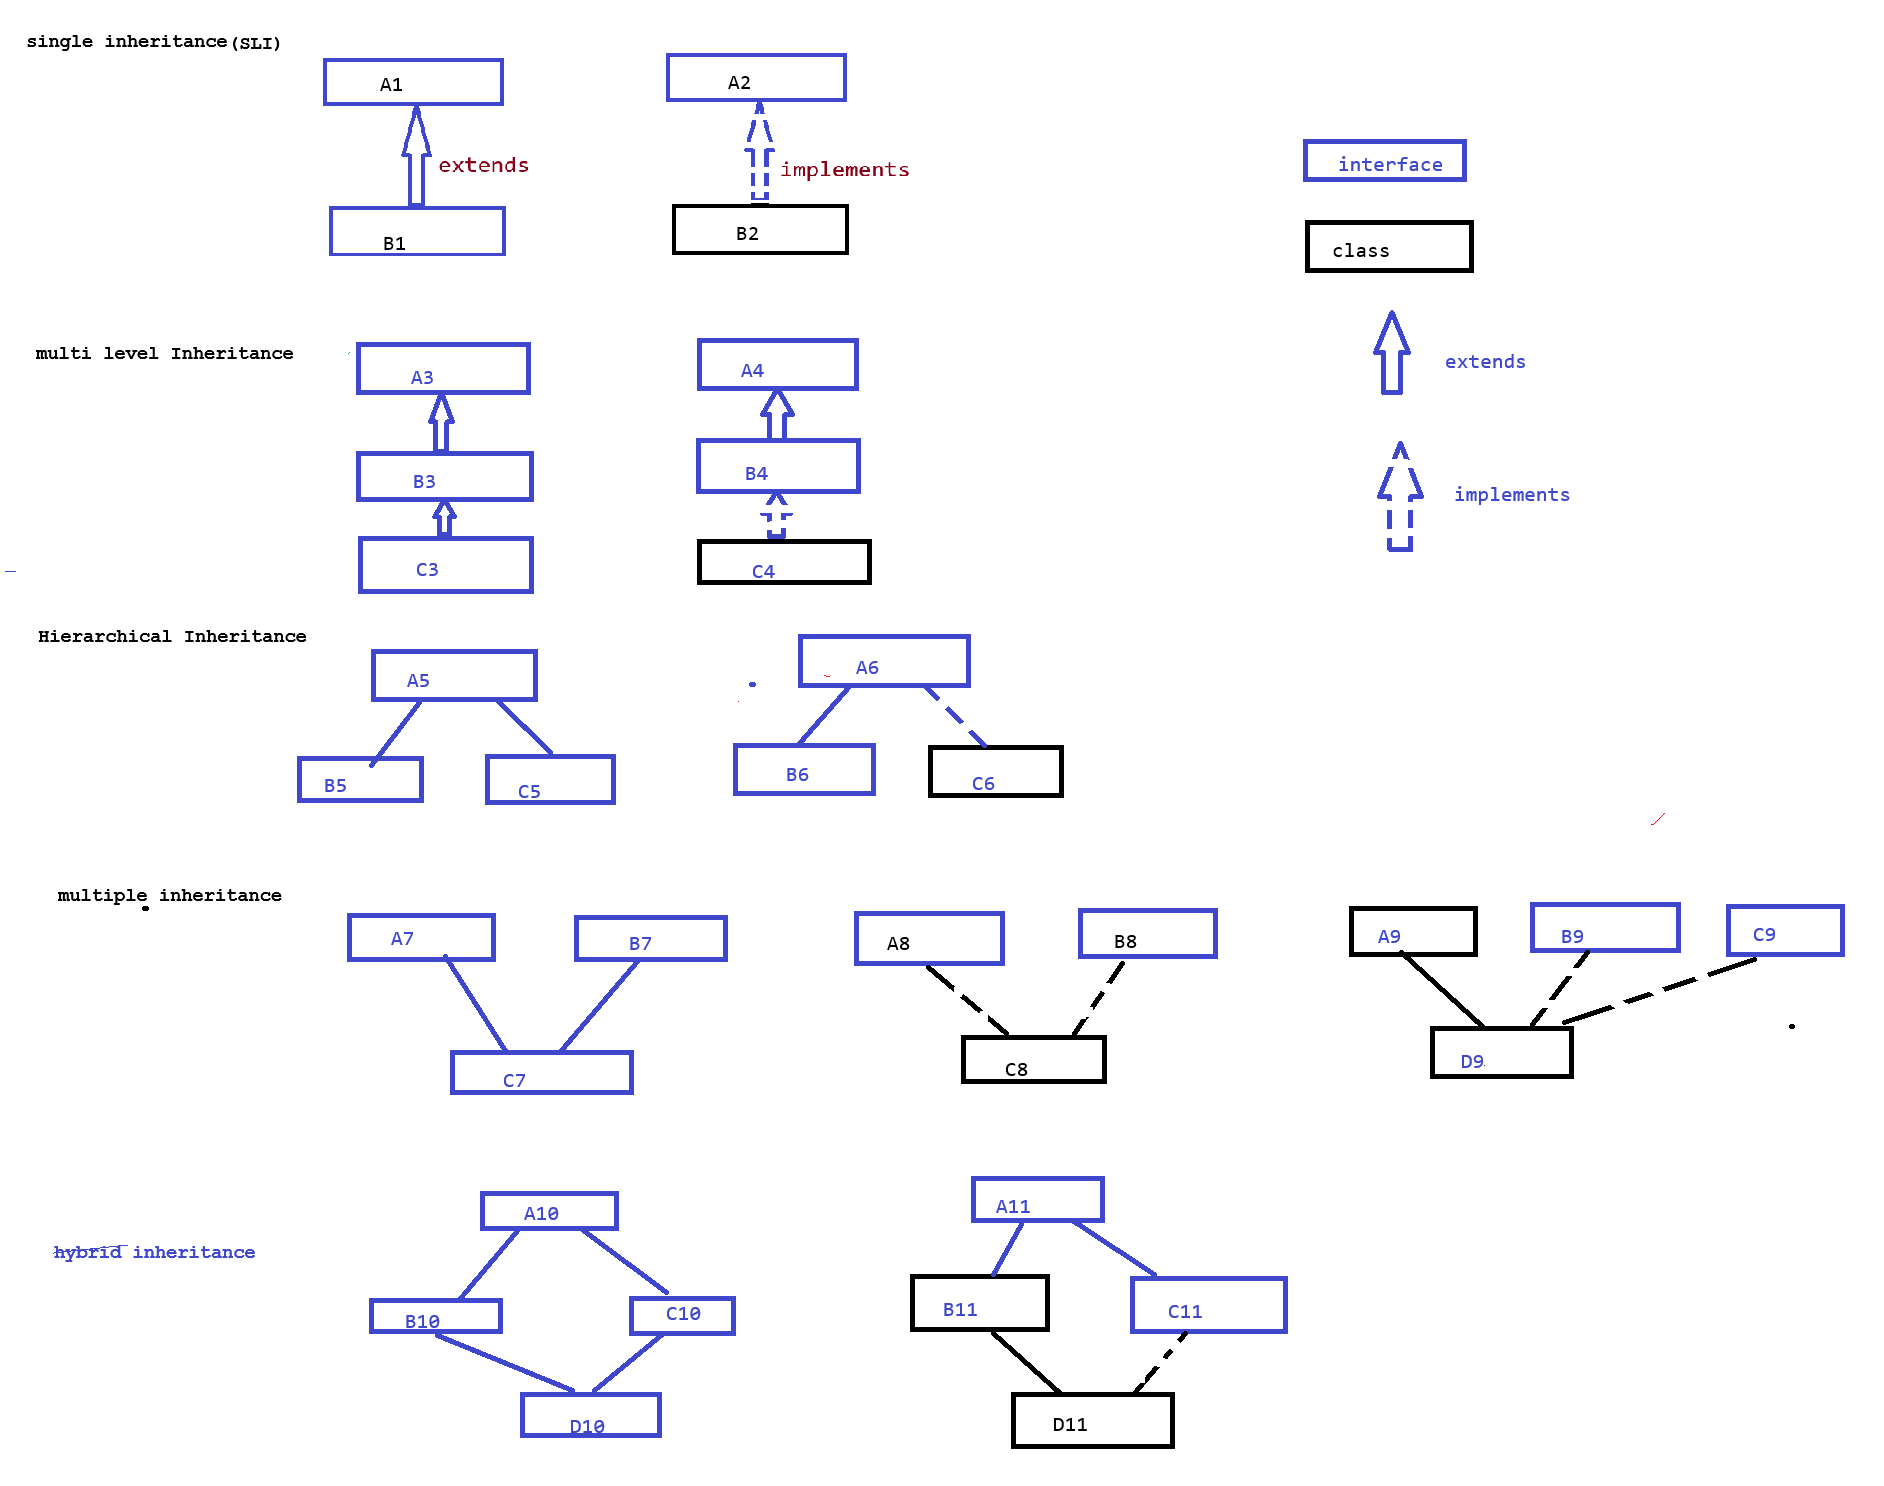 single inheritance(SLI)
A1
A2
extends
implements
B1
B2
interface
class
extends
implements
multi level Inheritance
A3
A4
B3
B4
C3
C4
Hierarchical Inheritance
A5
A6
B5
C5
B6
C6
multiple inheritance
A7
B7
A8
B8
A9
B9
C9
C7
C8
D9
hybrid inheritance
A10
A11
B10
C10
B11
C11
D10
D11